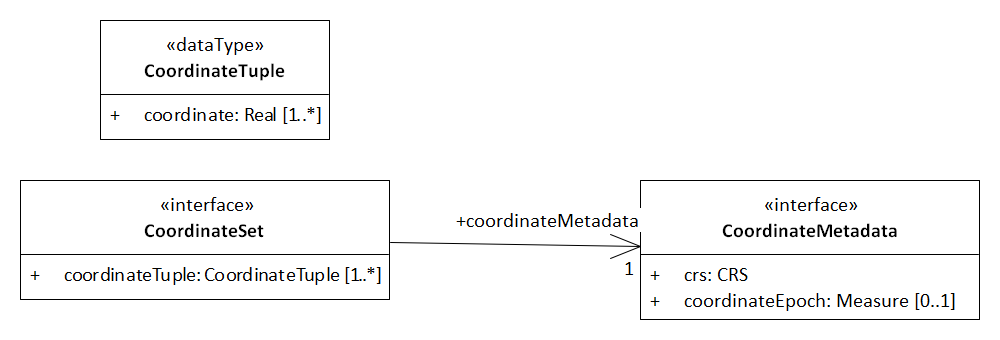 «dataType»
CoordinateTuple
+ coordinate: Real [1..*]
«interface»
CoordinateSet
+ coordinateTuple: CoordinateTuple [1..*]
+coordinateMetadata
1
«interface»
CoordinateMetadata
+ crs: CRS
+ coordinateEpoch: Measure [0..1]